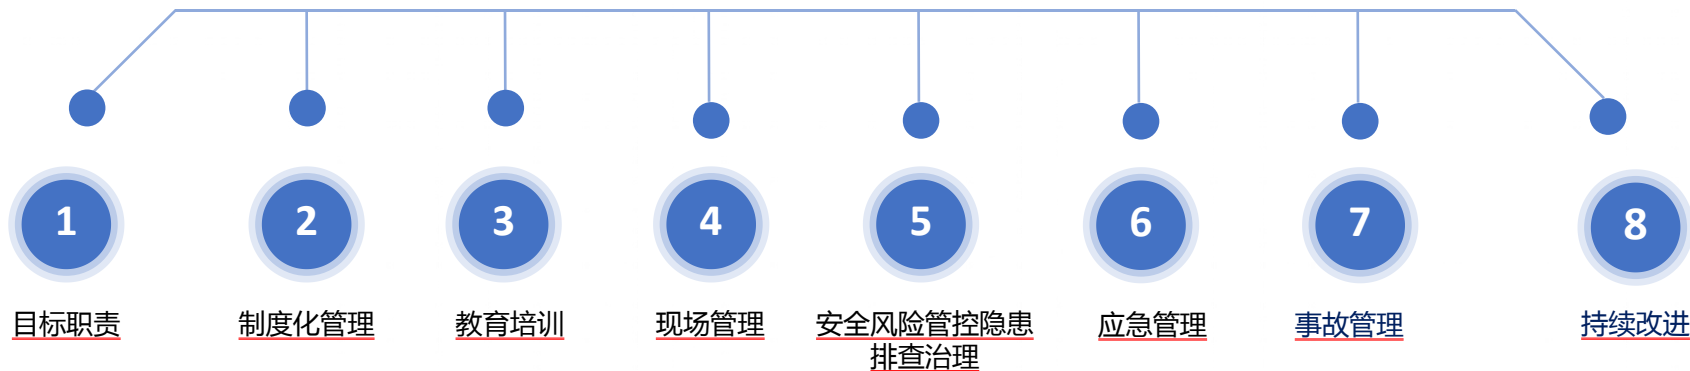 1 2 3 4 5 6 7 8
目标职责 制度化管理 教育培训 现场管理 安全风险管控隐患 应急管理 事故管理 持续改进
排查治理